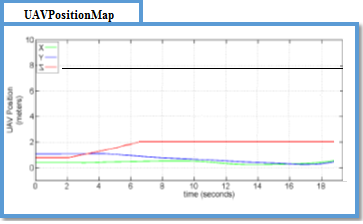 UAVPositionMap
10
X
Y
Z
8
6
4
2
0
UAV Position
(meters)
0 2 4 6 8 10 12 14 16 18
time (seconds)